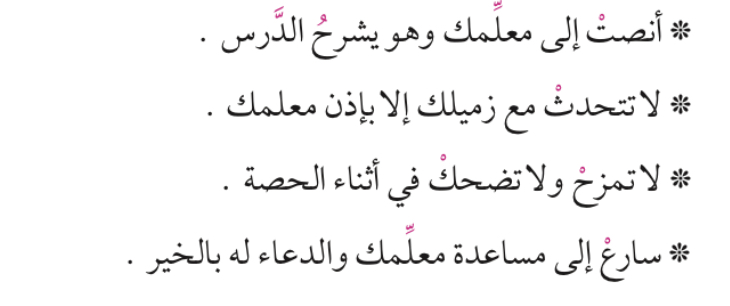 ❊ أنصتْ إلى معلِّمك وهو يشرحُ الدَّرس .
❊ لا تتحدثْ مع زميلك إلا بإذن معلمك .
❊ لا تمزحْ ولا تضحكْ في أثناء الحصة .
❊ سارعْ إلى مساعدة معلِّمك والدعاء له بالخير .